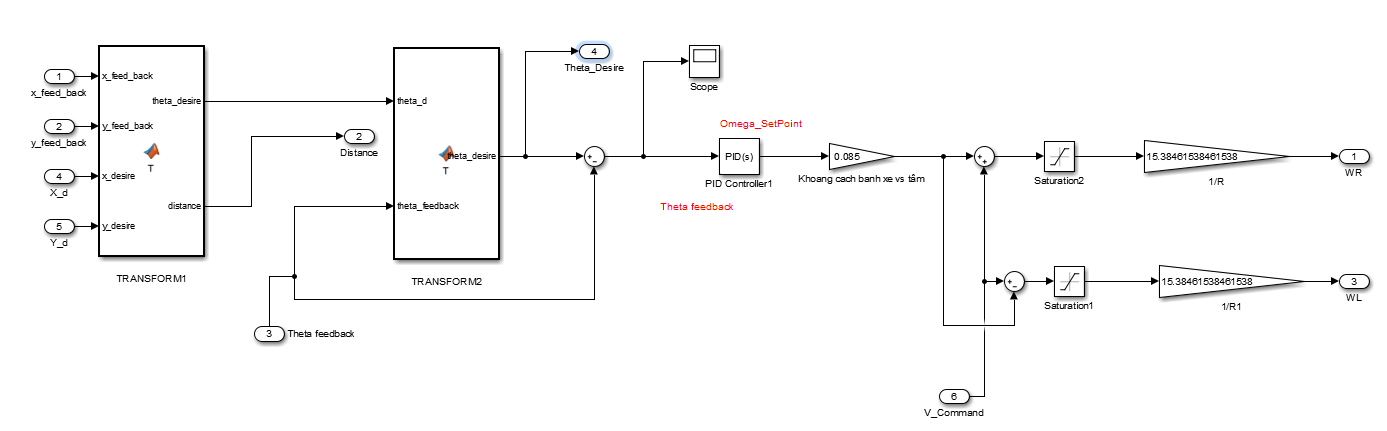 1
x_feed_back
2
y_feed_back
4
X_d
5
Y_d
x_feed_back
theta_desire
y_feed_back
T
x_desire
distance
y_desire
TRANSFORM1
2
Distance
3
Theta feedback
theta_d
theta_desire
T
theta_feedback
TRANSFORM2
4
Theta_Desire
+
-
Scope
Omega_SetPoint
PID(s)
PID Controller1
Theta feedback
0.085
Khoang cach banh xe vs tâm
+
+
Saturation2
15.38461538461538
1/R
1
WR
+
-
Saturation1
15.38461538461538
1/R1
3
WL
6
V_Command